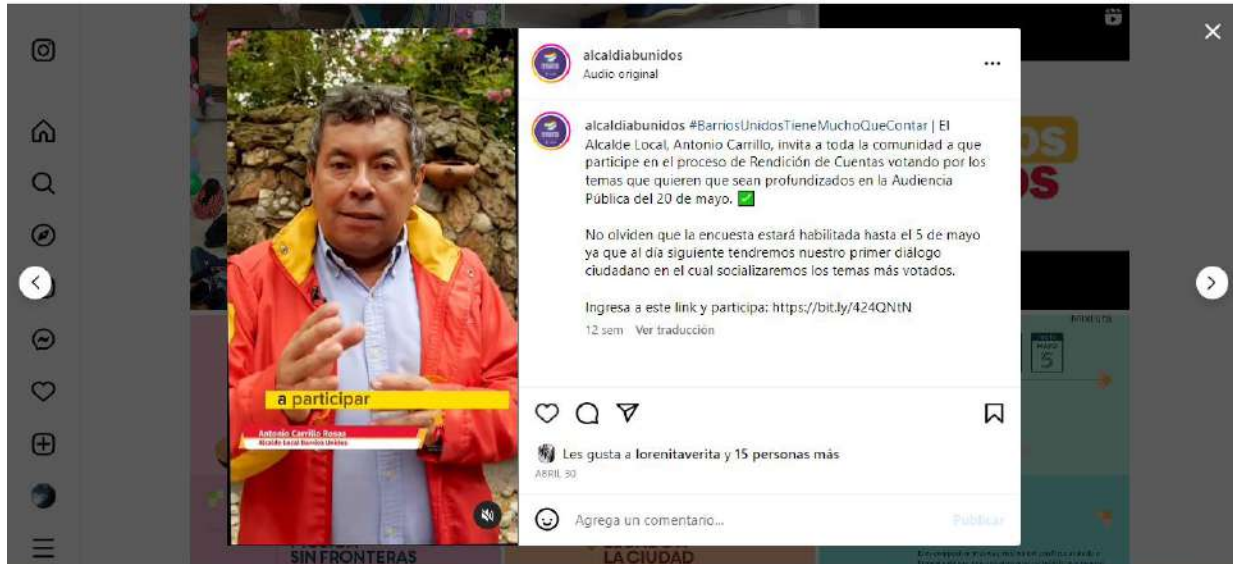 alcaldiabunidos
Audio original
alcaldiabunidos #BarriosUnidosTieneMuchoQueContar | El
Alcalde Local, Antonio Carrillo, invita a toda la comunidad a que
participe en el proceso de Rendición de Cuentas votando por los
temas que quieren que sean profundizados en la Audiencia
Pública del 20 de mayo. ✅
No olviden que la encuesta estará habilitada hasta el 5 de mayo
ya que al día siguiente tendremos nuestro primer diálogo
ciudadano en el cual socializaremos los temas más votados.
Ingresa a este link y participa: https://bit.ly/424QNtN
12 sem Ver traducción
a participar
Antonio Carrillo Rosas
Alcalde Local Barrios Unidos
Les gusta a lorenitaverita y 15 personas más
ABRIL 30
Agrega un comentario...
Publicar
OS
OS
MAYO
5
SIN FRONTERAS
LA CIUDAD